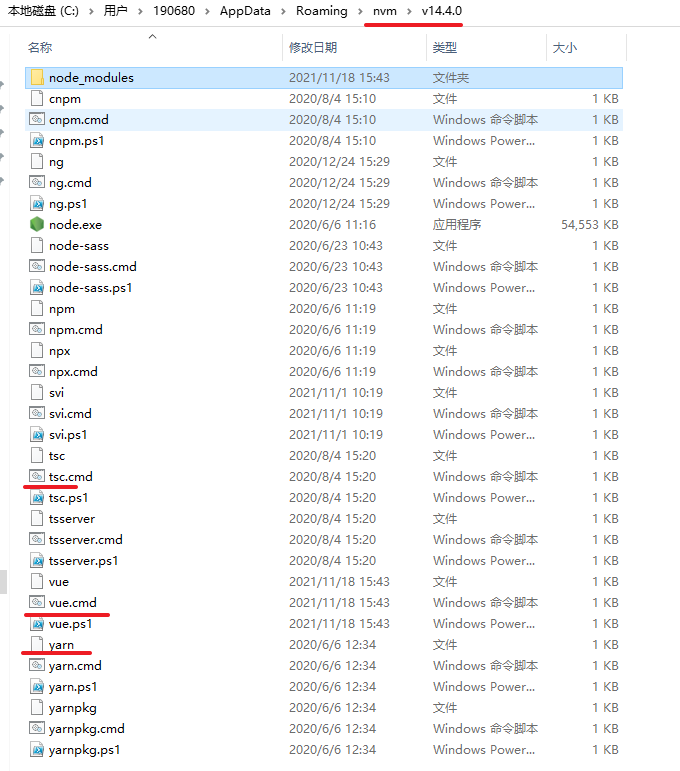 本地磁盘 (C:) > 用户 > 190680 > AppData > Roaming > nvm > v14.4.0
名称 修改日期 类型 大小
node_modules 2021/11/18 15:43 文件夹
cnpm 2020/8/4 15:10 文件 1 KB
cnpm.cmd 2020/8/4 15:10 Windows 命令脚本 1 KB
cnpm.ps1 2020/8/4 15:10 Windows Power... 1 KB
ng 2020/12/24 15:29 文件 1 KB
ng.cmd 2020/12/24 15:29 Windows 命令脚本 1 KB
ng.ps1 2020/12/24 15:29 Windows Power... 1 KB
node.exe 2020/6/6 11:16 应用程序 54,553 KB
node-sass 2020/6/23 10:43 文件 1 KB
node-sass.cmd 2020/6/23 10:43 Windows 命令脚本 1 KB
node-sass.ps1 2020/6/23 10:43 Windows Power... 1 KB
npm 2020/6/6 11:19 文件 1 KB
npm.cmd 2020/6/6 11:19 Windows 命令脚本 1 KB
npx 2020/6/6 11:19 文件 1 KB
npx.cmd 2020/6/6 11:19 Windows 命令脚本 1 KB
svi 2021/11/1 10:19 文件 1 KB
svi.cmd 2021/11/1 10:19 Windows 命令脚本 1 KB
svi.ps1 2021/11/1 10:19 Windows Power... 1 KB
tsc 2020/8/4 15:20 文件 1 KB
tsc.cmd 2020/8/4 15:20 Windows 命令脚本 1 KB
tsc.ps1 2020/8/4 15:20 Windows Power... 1 KB
tsserver 2020/8/4 15:20 文件 1 KB
tsserver.cmd 2020/8/4 15:20 Windows 命令脚本 1 KB
tsserver.ps1 2020/8/4 15:20 Windows Power... 1 KB
vue 2021/11/18 15:43 文件 1 KB
vue.cmd 2021/11/18 15:43 Windows 命令脚本 1 KB
vue.ps1 2021/11/18 15:43 Windows Power... 1 KB
yarn 2020/6/6 12:34 文件 1 KB
yarn.cmd 2020/6/6 12:34 Windows 命令脚本 1 KB
yarn.ps1 2020/6/6 12:34 Windows Power... 1 KB
yarnpkg 2020/6/6 12:34 文件 1 KB
yarnpkg.cmd 2020/6/6 12:34 Windows 命令脚本 1 KB
yarnpkg.ps1 2020/6/6 12:34 Windows Power... 1 KB